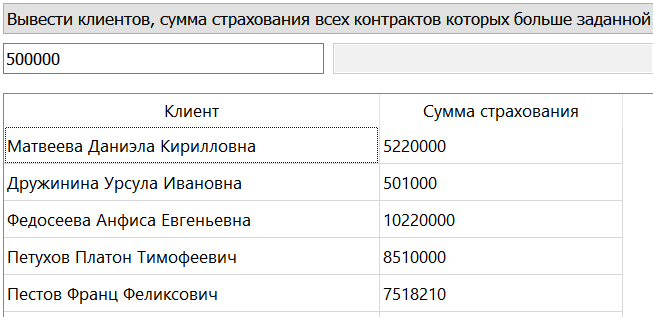 Вывести клиентов, сумма страхования всех контрактов которых больше заданной
500000
Клиент Сумма страхования
Матвеева Даниэла Кирилловна 5220000
Дружинина Урсула Ивановна 501000
Федосеева Анфиса Евгеньевна 10220000
Петухов Платон Тимофеевич 8510000
Пестов Франц Феликсович 7518210